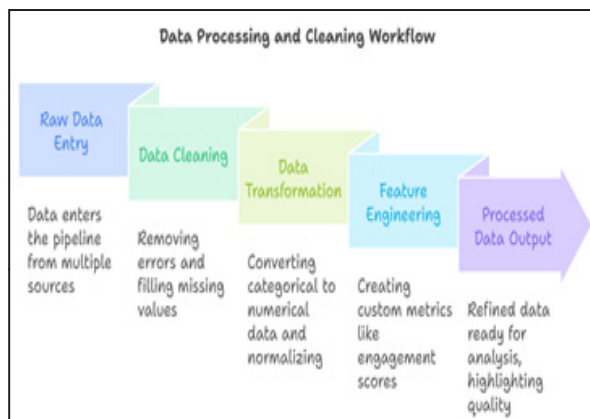 Data Processing and Cleaning Workflow
Raw Data
Entry
Data enters
the pipeline
from multiple
sources
Data Cleaning
Removing
errors and
filling missing
values
Data
Transformation
Converting
categorical to
numerical
data and
normalizing
Feature
Engineering
Creating
custom metrics
like
engagement
scores
Processed
Data Output
Refined data
ready for
analysis,
highlighting
quality